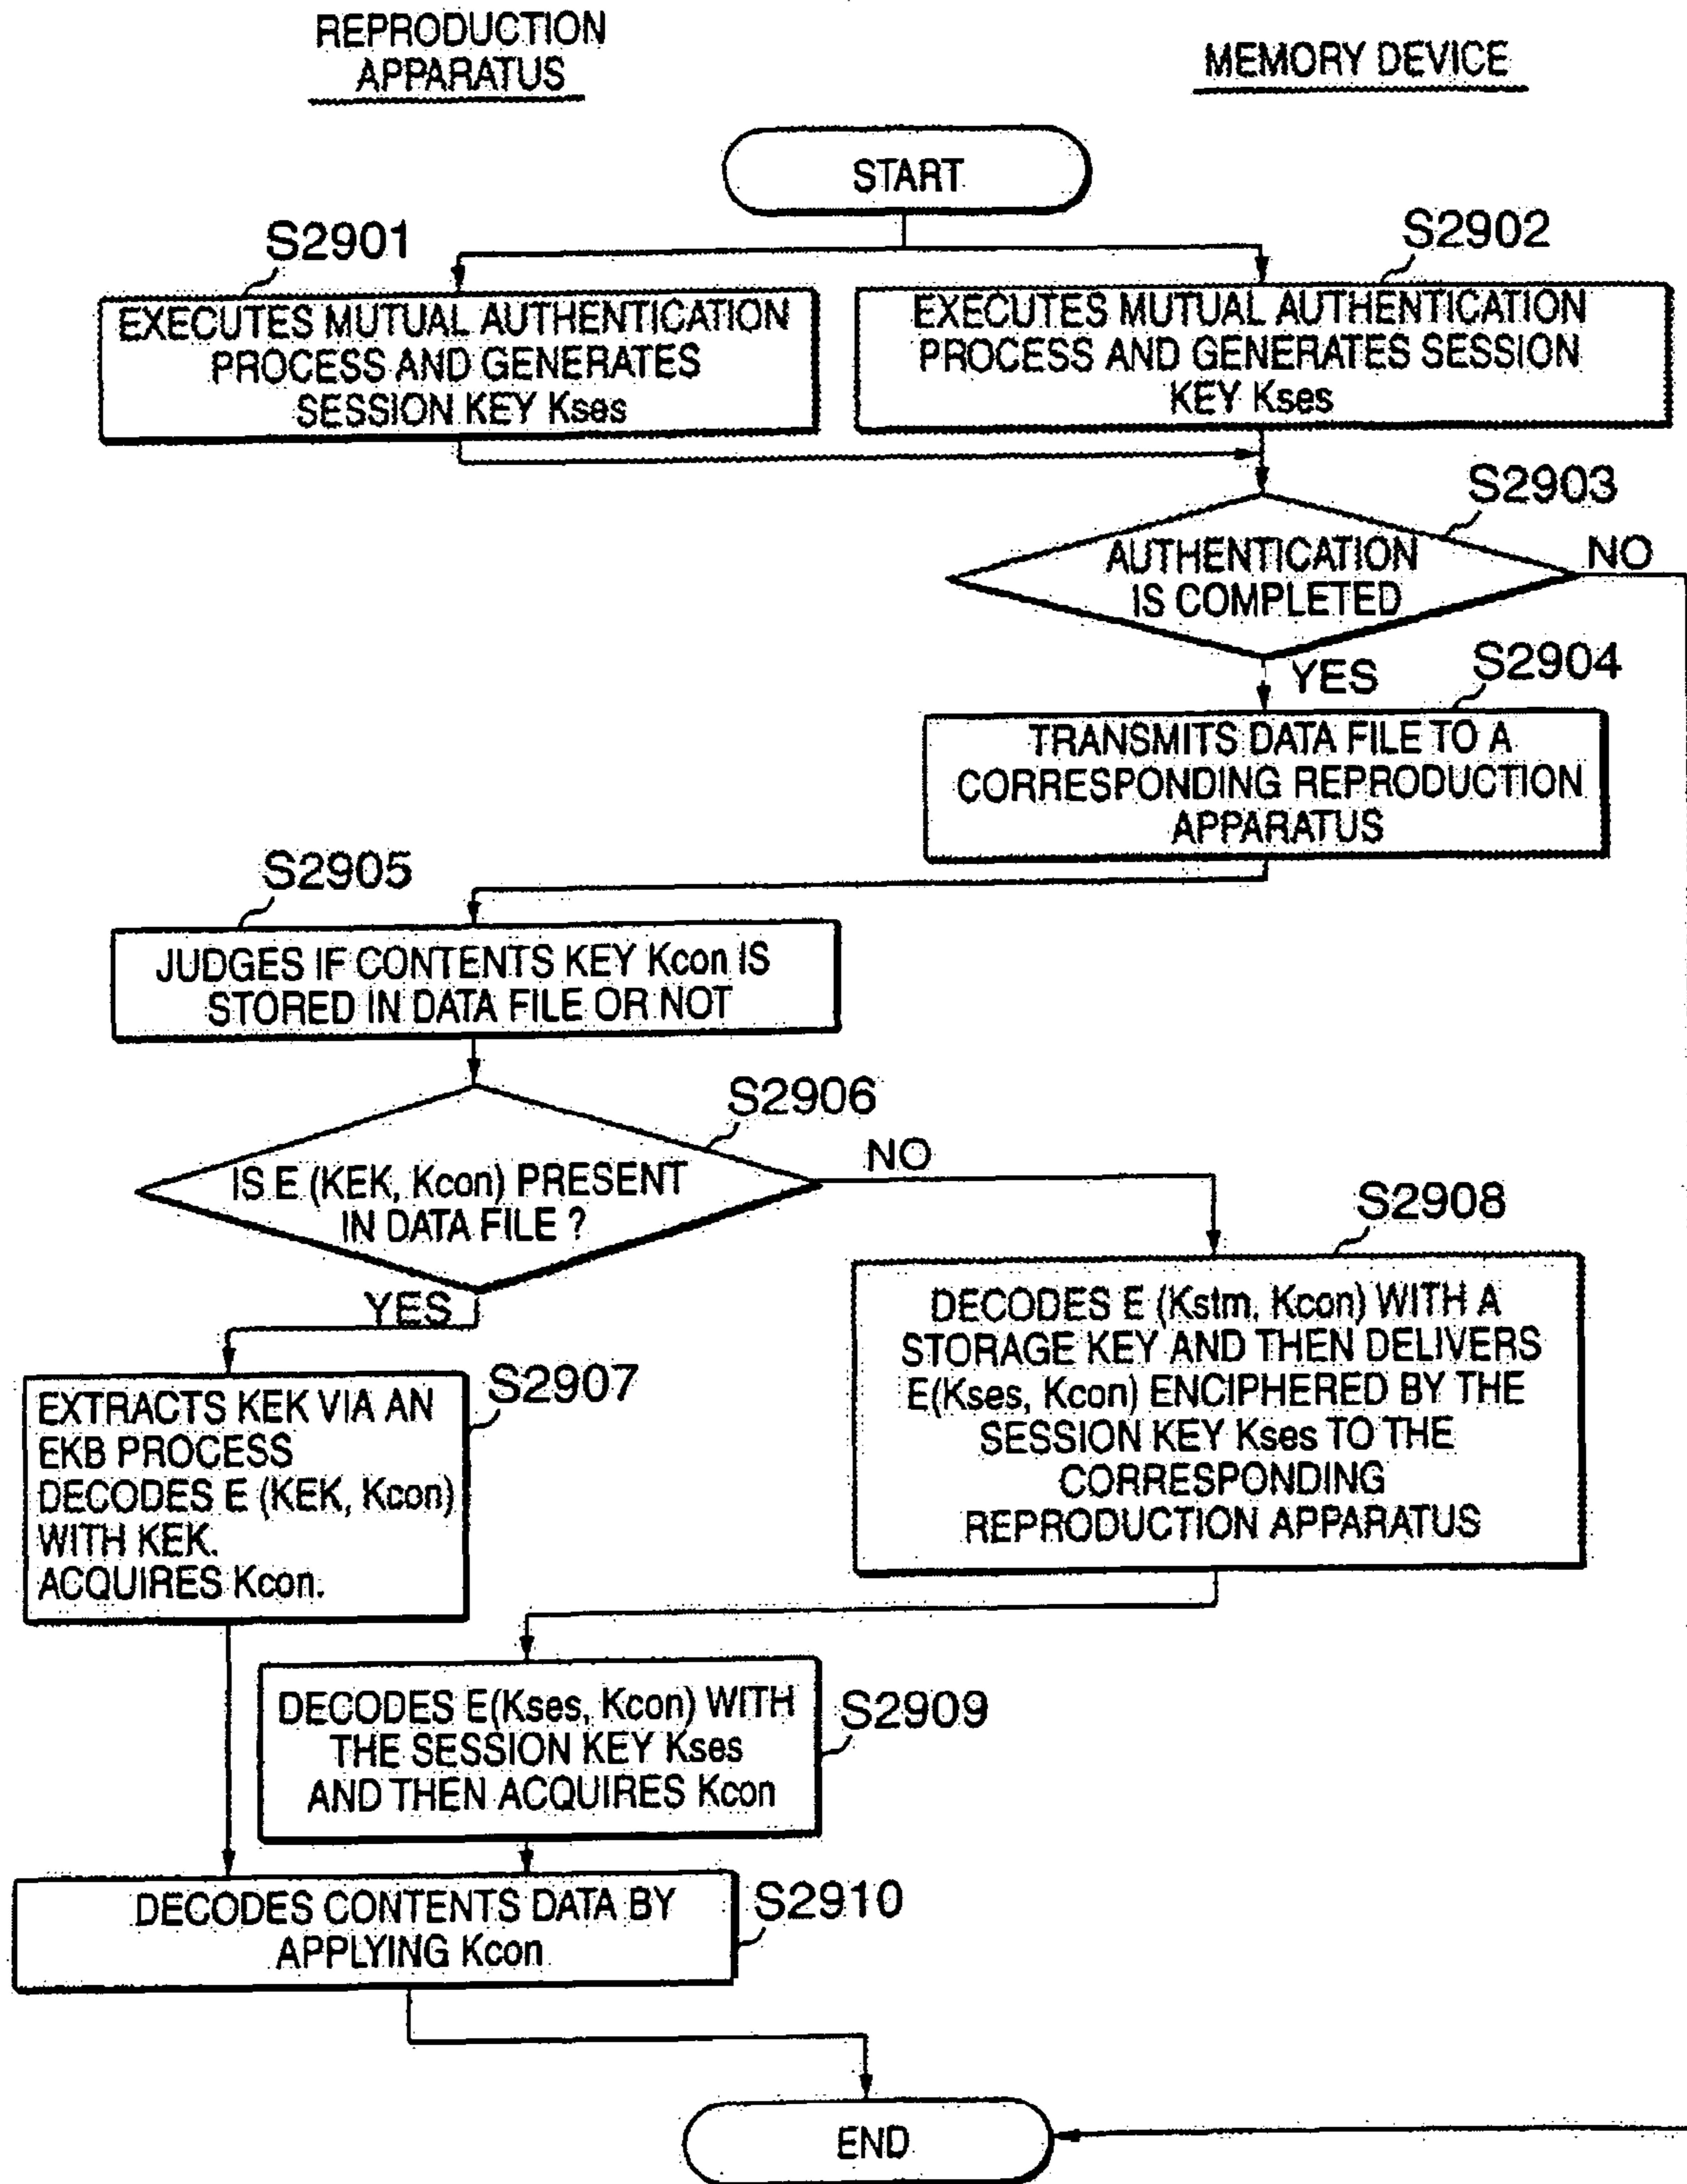 REPRODUCTION
APPARATUS
MEMORY DEVICE
START
S2901
S2902
EXECUTES MUTUAL AUTHENTICATION
PROCESS AND GENERATES
SESSION KEY Kses
EXECUTES MUTUAL AUTHENTICATION
PROCESS AND GENERATES SESSION
KEY Kses
S2903
AUTHENTICATION
IS COMPLETED
NO
YES
S2904
TRANSMITS DATA FILE TO A
CORRESPONDING REPRODUCTION
APPARATUS
S2905
JUDGES IF CONTENTS KEY Kcon IS
STORED IN DATA FILE OR NOT
S2906
IS E (KEK, Kcon) PRESENT
IN DATA FILE ?
NO
YES
S2908
DECODES E (Kstm, Kcon) WITH A
STORAGE KEY AND THEN DELIVERS
E(Kses, Kcon) ENCIPHERED BY THE
SESSION KEY Kses TO THE
CORRESPONDING
REPRODUCTION APPARATUS
S2907
EXTRACTS KEK VIA AN
EKB PROCESS
DECODES E (KEK, Kcon)
WITH KEK.
ACQUIRES Kcon.
S2909
DECODES E(Kses, Kcon) WITH
THE SESSION KEY Kses
AND THEN ACQUIRES Kcon
S2910
DECODES CONTENTS DATA BY
APPLYING Kcon
END